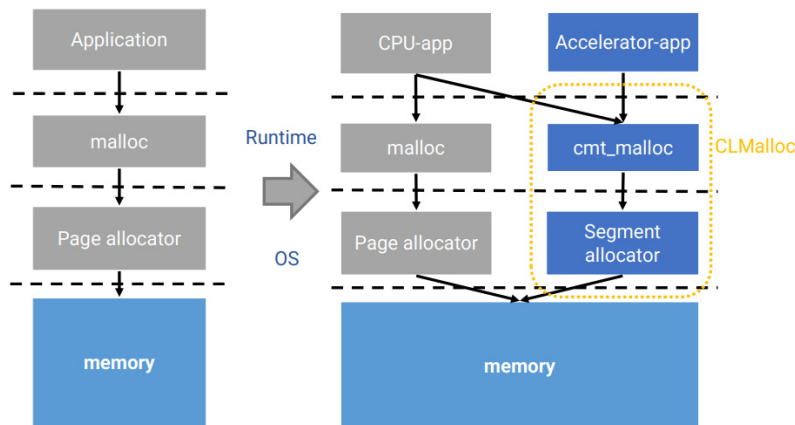 Application
malloc
Page allocator
memory
Runtime
OS
CPU-app
Accelerator-app
malloc
cmt_malloc
CLMalloc
Page allocator
Segment
allocator
memory